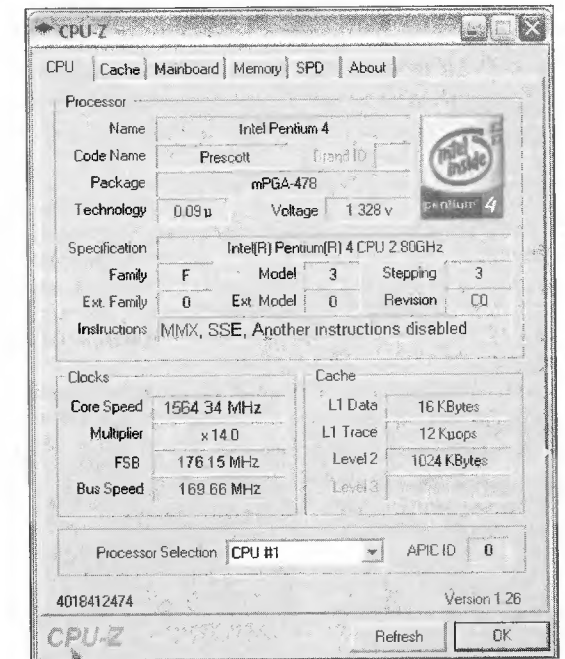 CPU-Z
CPU Cache Mainboard Memory SPD About
Processor
Name Intel Pentium 4
Code Name Prescott Brand ID
Package mPGA-478
Technology 0.09 µ Voltage 1.328 v
intel inside pentium 4
Specification Intel(R) Pentium(R) 4 CPU 2.80GHz
Family F Model 3 Stepping 3
Ext. Family 0 Ext. Model 0 Revision C0
Instructions MMX, SSE, Another instructions disabled
Clocks
Core Speed 1564.34 MHz
Multiplier x 14.0
FSB 176.15 MHz
Bus Speed 169.66 MHz
Cache
L1 Data 16 KBytes
L1 Trace 12 Kµops
Level 2 1024 KBytes
Level 3
Processor Selection CPU #1 APIC ID 0
4018412474 Version 1.26
CPU-Z Refresh OK